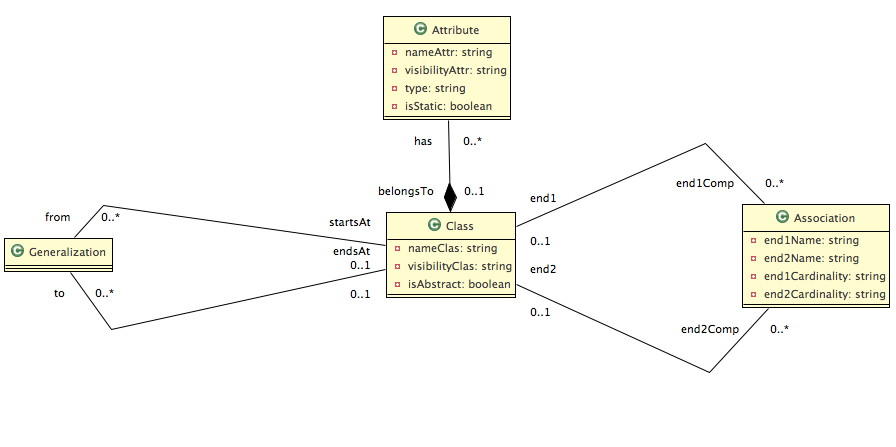 C Attribute
nameAttr: string
visibilityAttr: string
type: string
isStatic: boolean
has
0..*
belongsTo
0..1
end1
end1Comp
0..*
from
0..*
startsAt
C Class
C Association
C Generalization
endsAt
0..1
nameClas: string
visibilityClas: string
isAbstract: boolean
0..1
end2
end1Name: string
end2Name: string
end1Cardinality: string
end2Cardinality: string
to
0..*
0..1
0..1
end2Comp
0..*